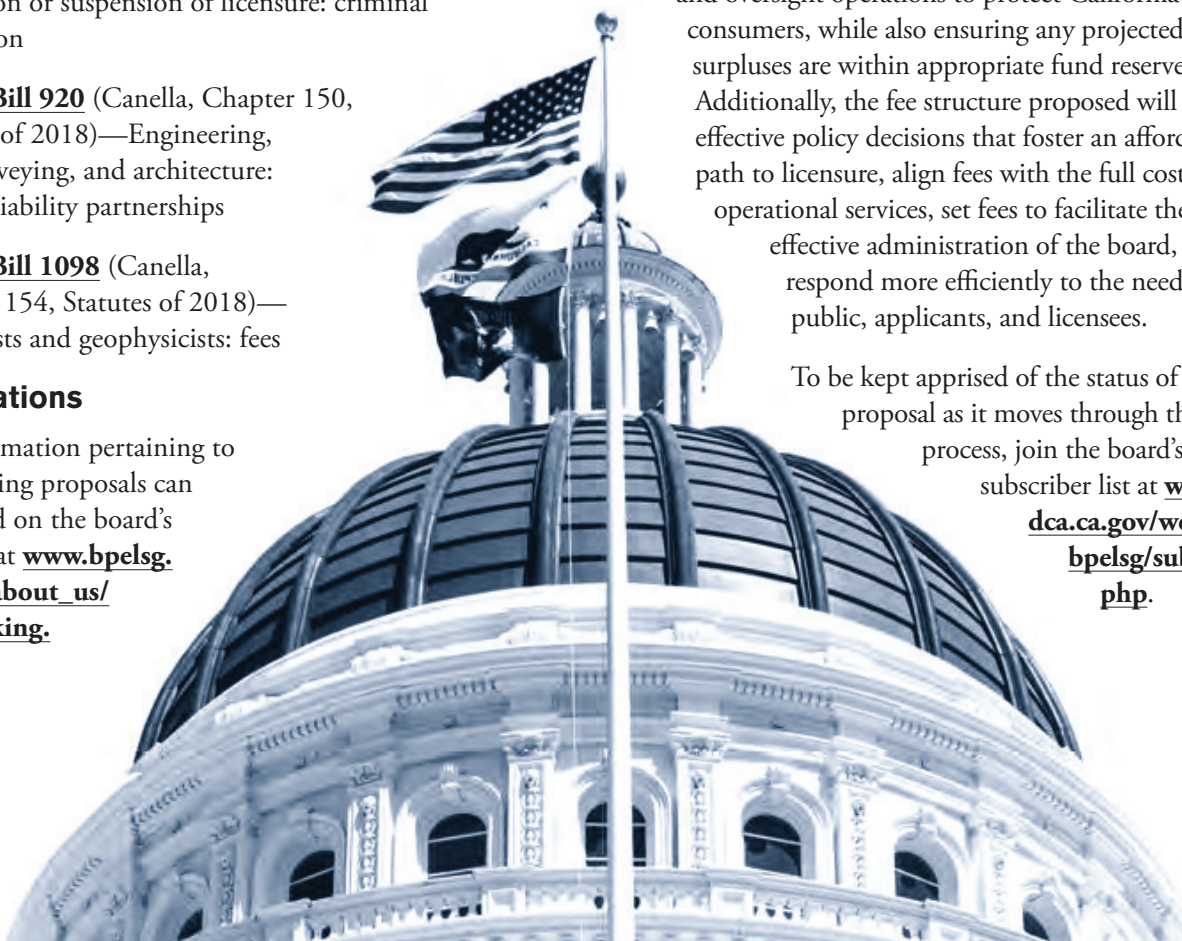 on or suspension of licensure: criminal
on
Bill 920 (Canella, Chapter 150,
of 2018)—Engineering,
veying, and architecture:
iability partnerships
Bill 1098 (Canella,
154, Statutes of 2018)—
sts and geophysicists: fees
ations
mation pertaining to
ing proposals can
d on the board's
at www.bpelsg.
about_us/
king.
and oversight operations to protect California
consumers, while also ensuring any projected
surpluses are within appropriate fund reserve
Additionally, the fee structure proposed will
effective policy decisions that foster an afford
path to licensure, align fees with the full cost
operational services, set fees to facilitate the
effective administration of the board,
respond more efficiently to the need
public, applicants, and licensees.
To be kept apprised of the status of
proposal as it moves through th
process, join the board's
subscriber list at w
dca.ca.gov/we
bpelsg/sub
php.